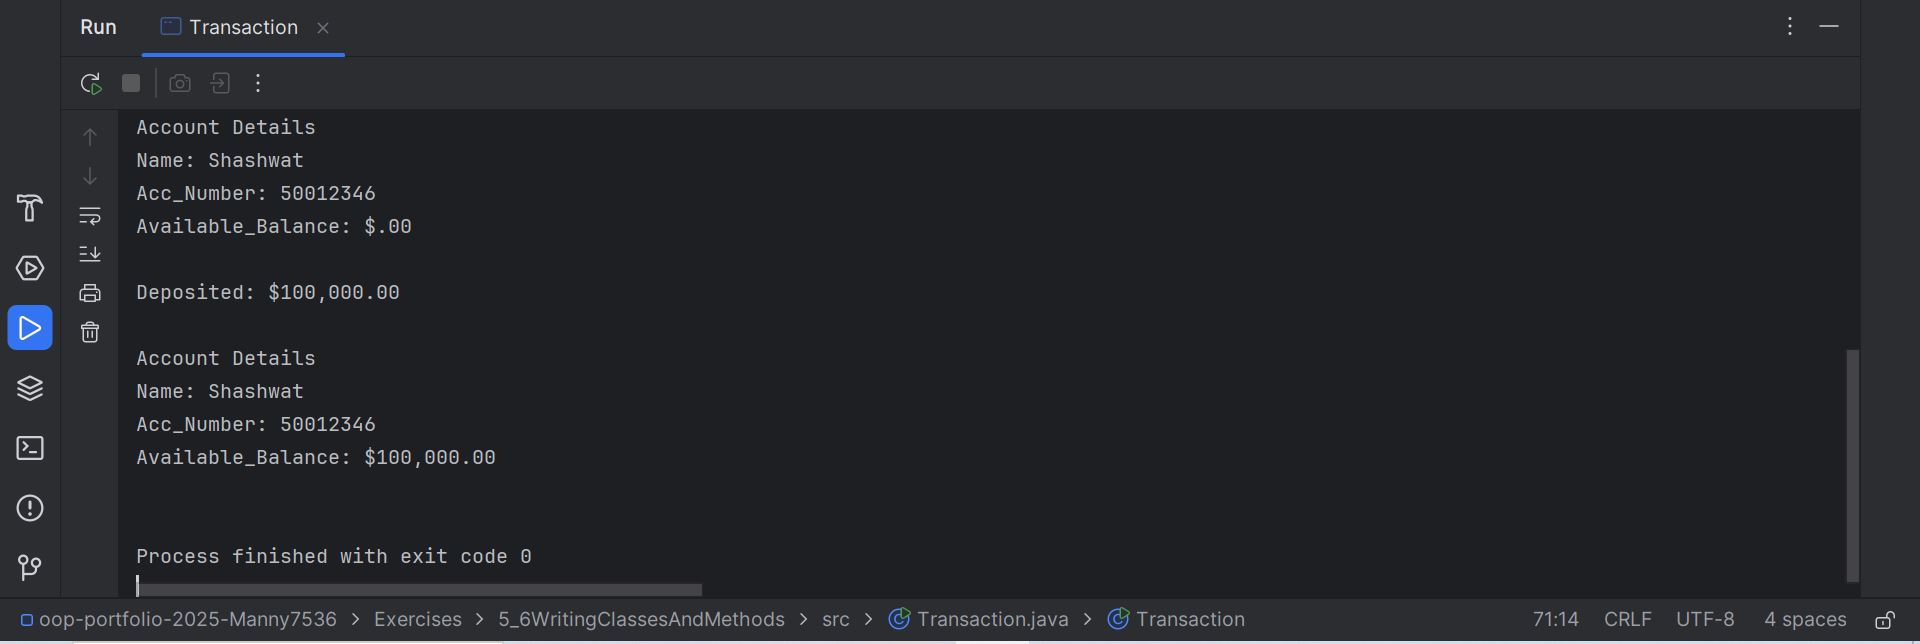 Run Transaction
Account Details
Name: Shashwat
Acc_Number: 50012346
Available_Balance: $.00
Deposited: $100,000.00
Account Details
Name: Shashwat
Acc_Number: 50012346
Available_Balance: $100,000.00
Process finished with exit code 0
oop-portfolio-2025-Manny7536 > Exercises > 5_6WritingClassesAndMethods > src > Transaction.java > Transaction 71:14 CRLF UTF-8 4 spaces